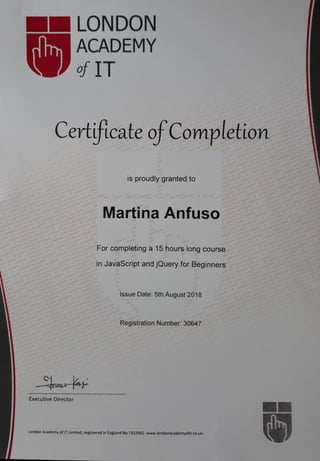 LONDON
ACADEMY
of IT
Certificate of Completion
is proudly granted to
Martina Anfuso
For completing a 15 hours long course
in JavaScript and jQuery for Beginners
Issue Date: 5th August 2018
Registration Number: 30647
Executive Director
London Academy of IT Limited, registered in England No 7023992. www.londonacademyofit.co.uk